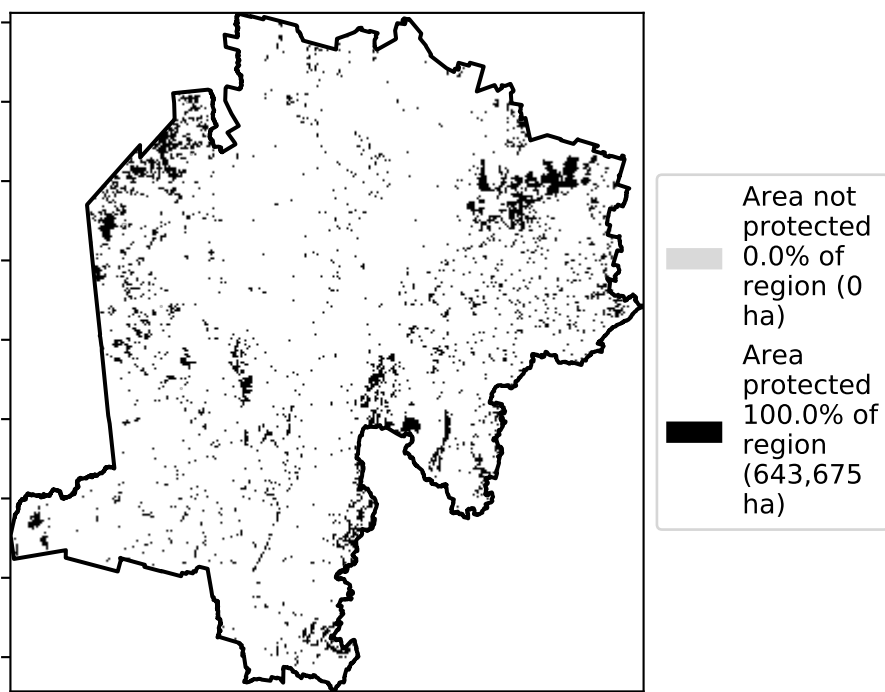 Area not
protected
0.0% of
region (0
ha)
Area
protected
100.0% of
region
(643,675
ha)